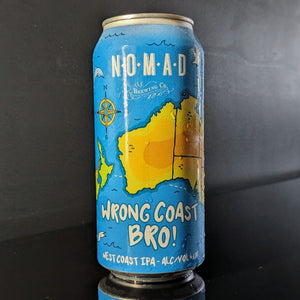 N·O·M·A·D
BREWING CO
WRONG COAST
BRO!
WEST COAST IPA - ALC/VOL